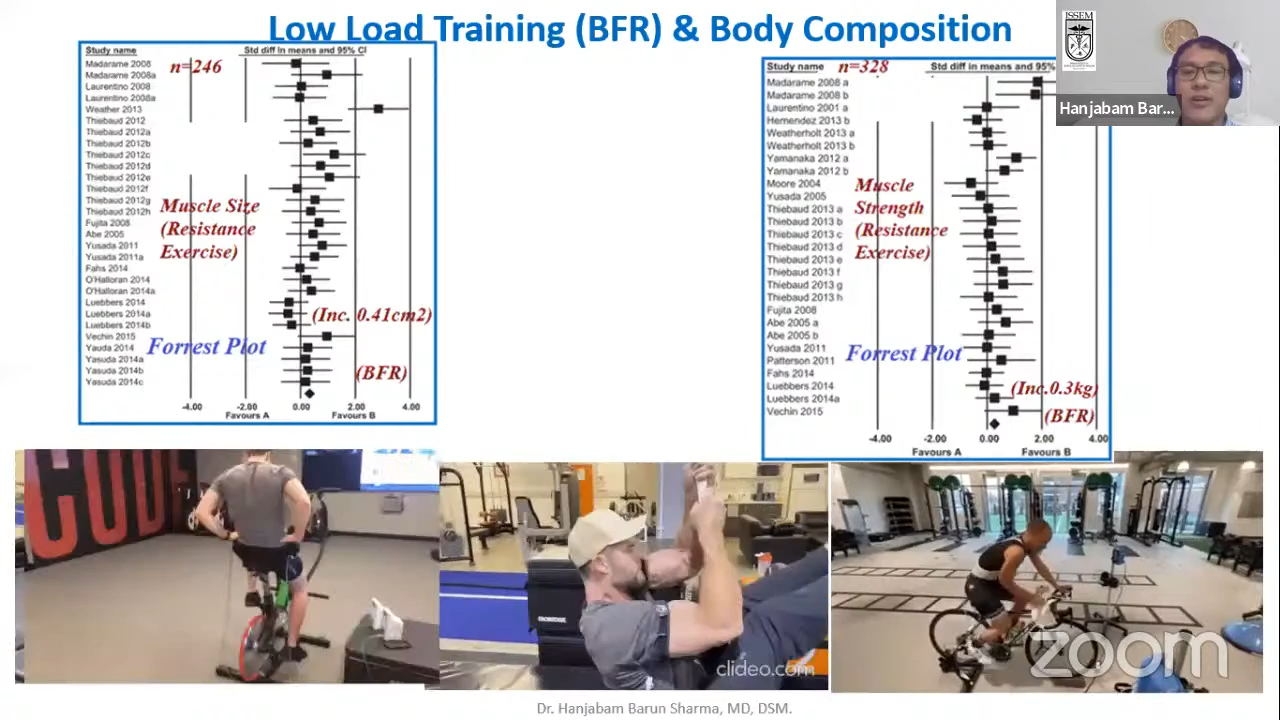 Low Load Training (BFR) & Body Composition
ISSEM
Hanjabam Bar...
Study name
Std diff in means and 95% CI
n=246
Madarame 2008
Madarame 2008a
Laurentino 2008
Laurentino 2008a
Weather 2013
Thiebaud 2012
Thiebaud 2012a
Thiebaud 2012b
Thiebaud 2012c
Thiebaud 2012d
Thiebaud 2012e
Thiebaud 2012f
Thiebaud 2012g
Thiebaud 2012h
Fujita 2008
Abe 2005
Yusada 2011
Yusada 2011a
Fahs 2014
O'Halloran 2014
O'Halloran 2014a
Luebbers 2014
Luebbers 2014a
Luebbers 2014b
Vechin 2015
Yauda 2014
Yasuda 2014a
Yasuda 2014b
Yasuda 2014c
Muscle Size
(Resistance
Exercise)
(Inc. 0.41cm2)
Forrest Plot
(BFR)
-4.00 -2.00 0.00 2.00 4.00
Favours A Favours B
Study name
n=328
Std diff in means and 95%
Madarame 2008 a
Madarame 2008 b
Laurentino 2001 a
Hernendez 2013 b
Weatherholt 2013 a
Weatherholt 2013 b
Yamanaka 2012 a
Yamanaka 2012 b
Moore 2004
Yusada 2005
Thiebaud 2013 a
Thiebaud 2013 b
Thiebaud 2013 c
Thiebaud 2013 d
Thiebaud 2013 e
Thiebaud 2013 f
Thiebaud 2013 g
Thiebaud 2013 h
Fujita 2008
Abe 2005 a
Abe 2005 b
Yusada 2011
Patterson 2011
Fahs 2014
Luebbers 2014
Luebbers 2014a
Vechin 2015
Muscle
Strength
(Resistance
Exercise)
Forrest Plot
(Inc.0.3kg)
(BFR)
-4.00 -2.00 0.00 2.00 4.00
Favours A Favours B
CODE
clideo.com
zoom
Dr. Hanjabam Barun Sharma, MD, DSM.